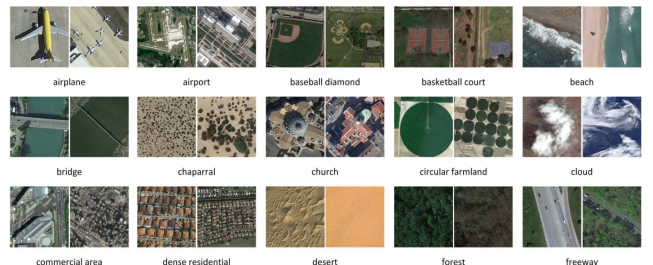 airplane
airport
baseball diamond
basketball court
beach
bridge
chaparral
church
circular farmland
cloud
commercial area
dense residential
desert
forest
freeway